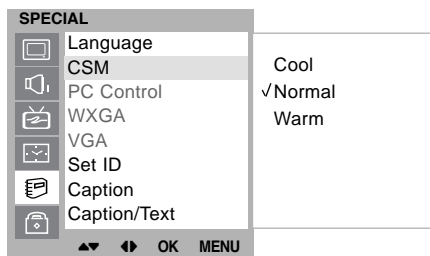 SPECIAL
Language
CSM
PC Control
WXGA
VGA
Set ID
Caption
Caption/Text
Cool
√Normal
Warm
▲▼ ◀▶ OK MENU